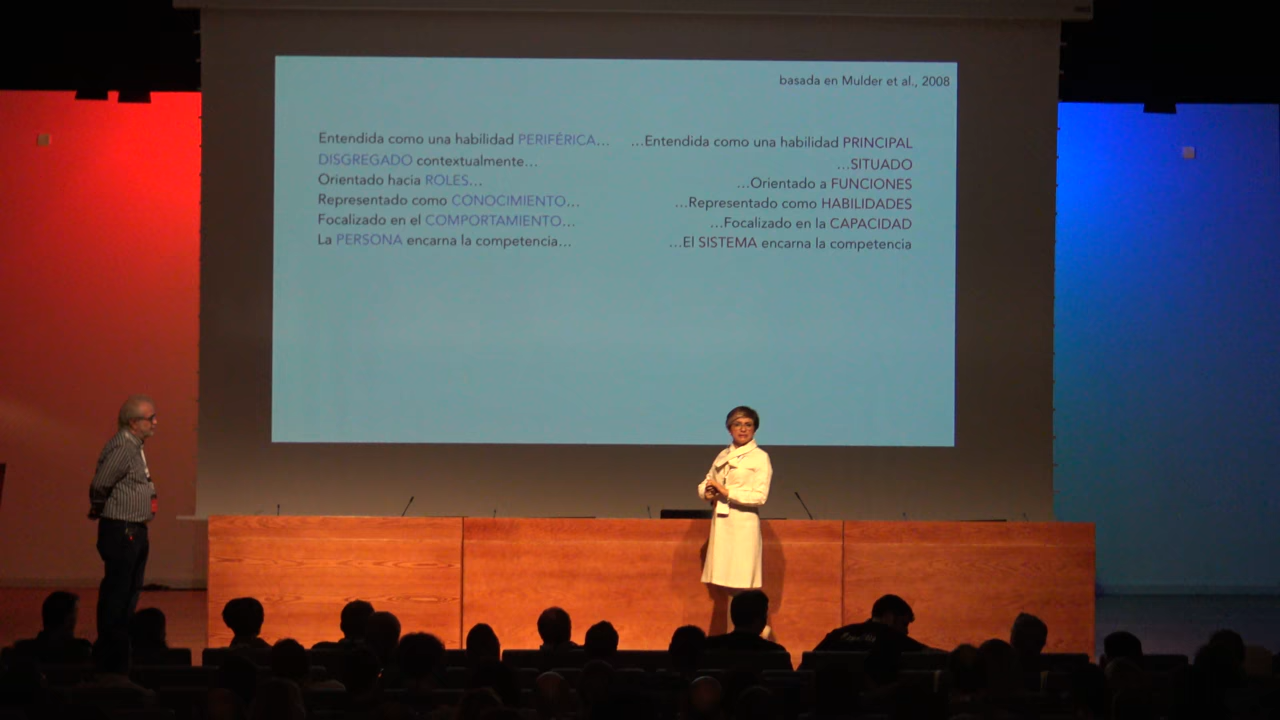 basada en Mulder et al., 2008
Entendida como una habilidad PERIFÉRICA...
DISGREGADO contextualmente...
Orientado hacia ROLES...
Representado como CONOCIMIENTO...
Focalizado en el COMPORTAMIENTO...
La PERSONA encarna la competencia...
...Entendida como una habilidad PRINCIPAL
...SITUADO
...Orientado a FUNCIONES
...Representado como HABILIDADES
...Focalizado en la CAPACIDAD
...El SISTEMA encarna la competencia